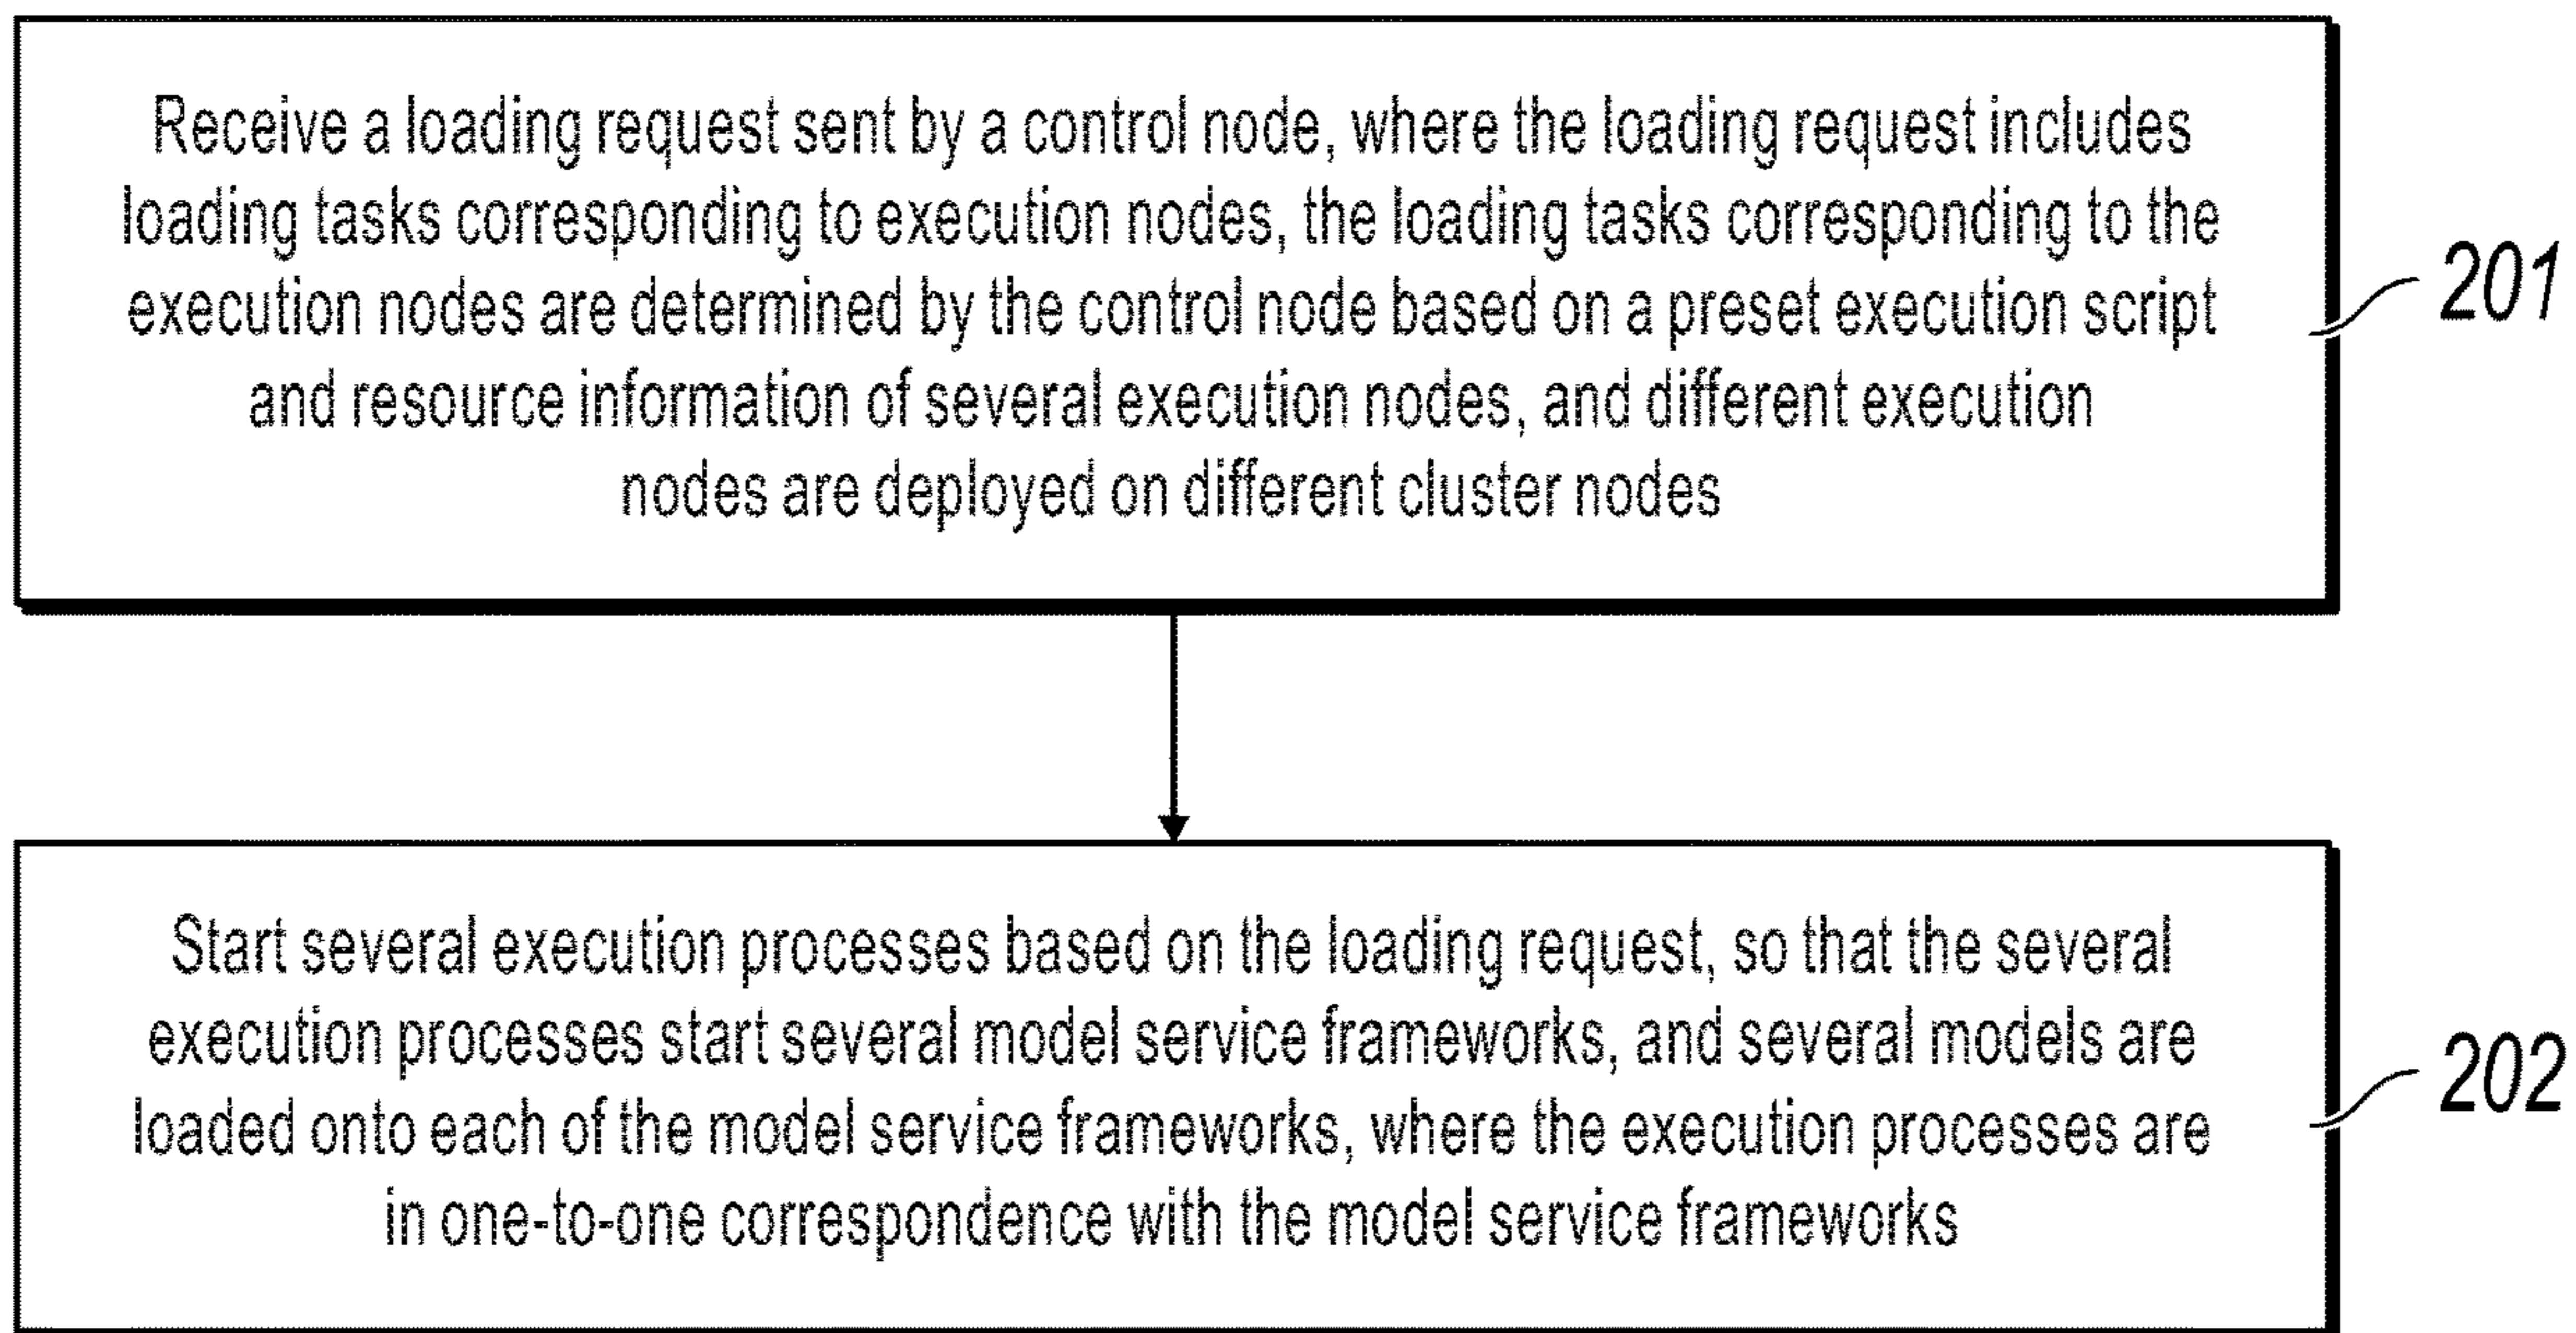 Receive a loading request sent by a control node, where the loading request includes
loading tasks corresponding to execution nodes, the loading tasks corresponding to the
execution nodes are determined by the control node based on a preset execution script
and resource information of several execution nodes, and different execution
nodes are deployed on different cluster nodes
201
Start several execution processes based on the loading request, so that the several
execution processes start several model service frameworks, and several models are
loaded onto each of the model service frameworks, where the execution processes are
in one-to-one correspondence with the model service frameworks
202